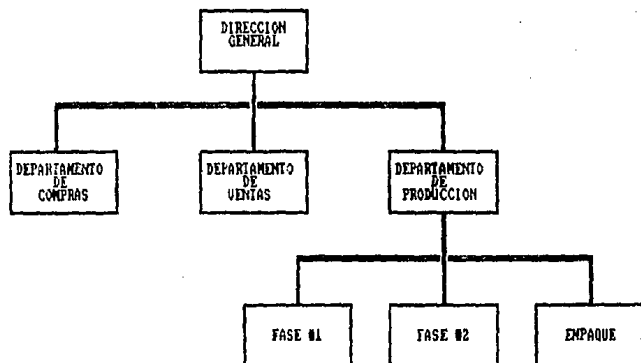 DIRECCION
GENERAL
DEPARTAMENTO
DE
COMPRAS
DEPARTAMENTO
DE
VENTAS
DEPARTAMENTO
DE
PRODUCCION
FASE #1
FASE #2
EMPAQUE